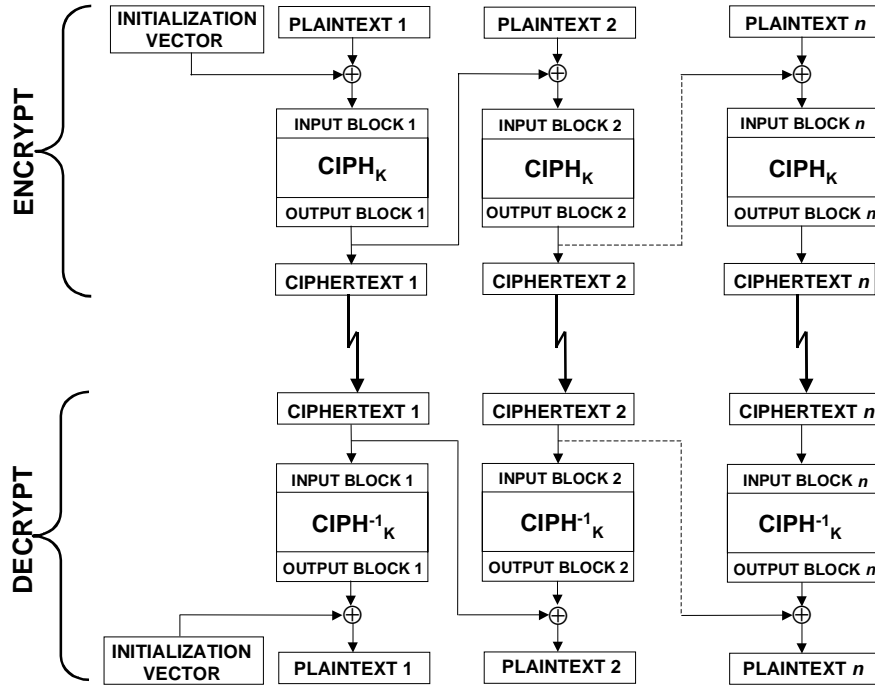 ENCRYPT
INITIALIZATION
VECTOR
PLAINTEXT 1
PLAINTEXT 2
PLAINTEXT n
INPUT BLOCK 1
INPUT BLOCK 2
INPUT BLOCK n
CIPHK
CIPHK
CIPHK
OUTPUT BLOCK 1
OUTPUT BLOCK 2
OUTPUT BLOCK n
CIPHERTEXT 1
CIPHERTEXT 2
CIPHERTEXT n
DECRYPT
CIPHERTEXT 1
CIPHERTEXT 2
CIPHERTEXT n
INPUT BLOCK 1
INPUT BLOCK 2
INPUT BLOCK n
CIPH-1K
CIPH-1K
CIPH-1K
OUTPUT BLOCK 1
OUTPUT BLOCK 2
OUTPUT BLOCK n
INITIALIZATION
VECTOR
PLAINTEXT 1
PLAINTEXT 2
PLAINTEXT n